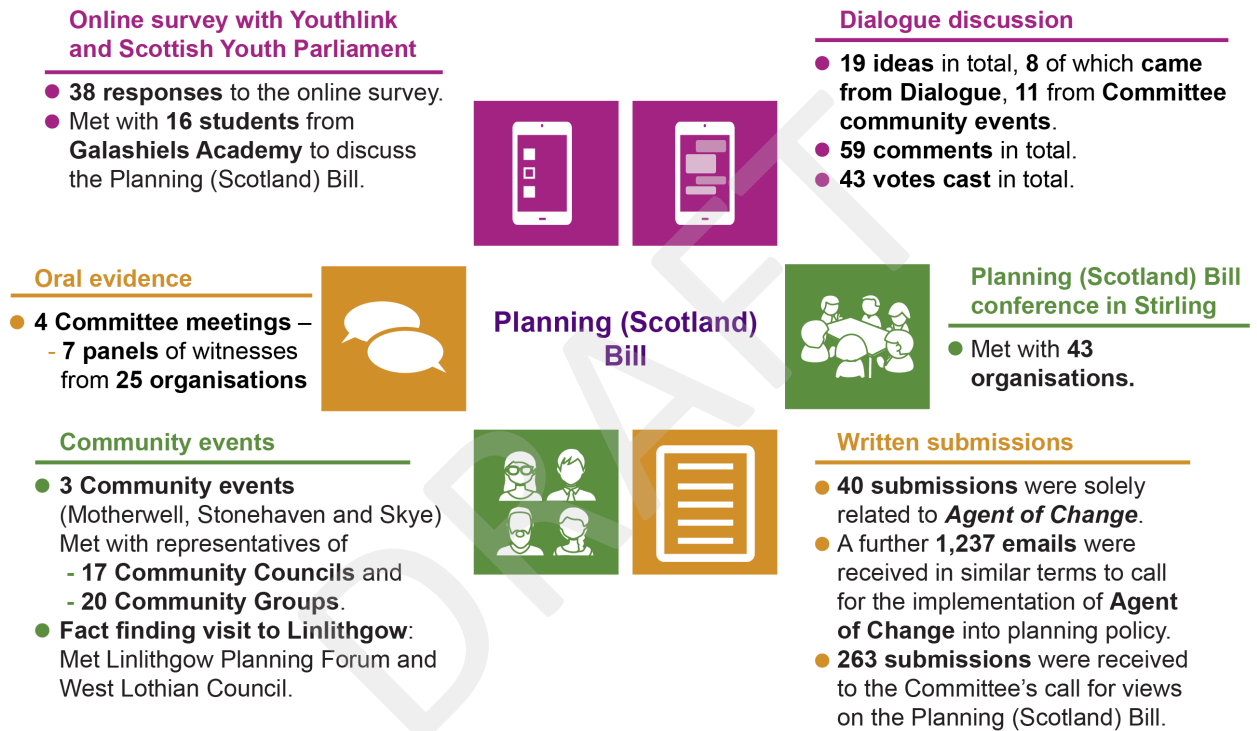 Online survey with Youthlink
and Scottish Youth Parliament
38 responses to the online survey.
Met with 16 students from
Galashiels Academy to discuss
the Planning (Scotland) Bill.
Dialogue discussion
19 ideas in total, 8 of which came
from Dialogue, 11 from Committee
community events.
59 comments in total.
43 votes cast in total.
Oral evidence
4 Committee meetings –
- 7 panels of witnesses
from 25 organisations
Planning (Scotland)
Bill
Planning (Scotland) Bill
conference in Stirling
Met with 43
organisations.
Community events
3 Community events
(Motherwell, Stonehaven and Skye)
Met with representatives of
- 17 Community Councils and
- 20 Community Groups.
Fact finding visit to Linlithgow:
Met Linlithgow Planning Forum and
West Lothian Council.
Written submissions
40 submissions were solely
related to Agent of Change.
A further 1,237 emails were
received in similar terms to call
for the implementation of Agent
of Change into planning policy.
263 submissions were received
to the Committee's call for views
on the Planning (Scotland) Bill.
DRAFT